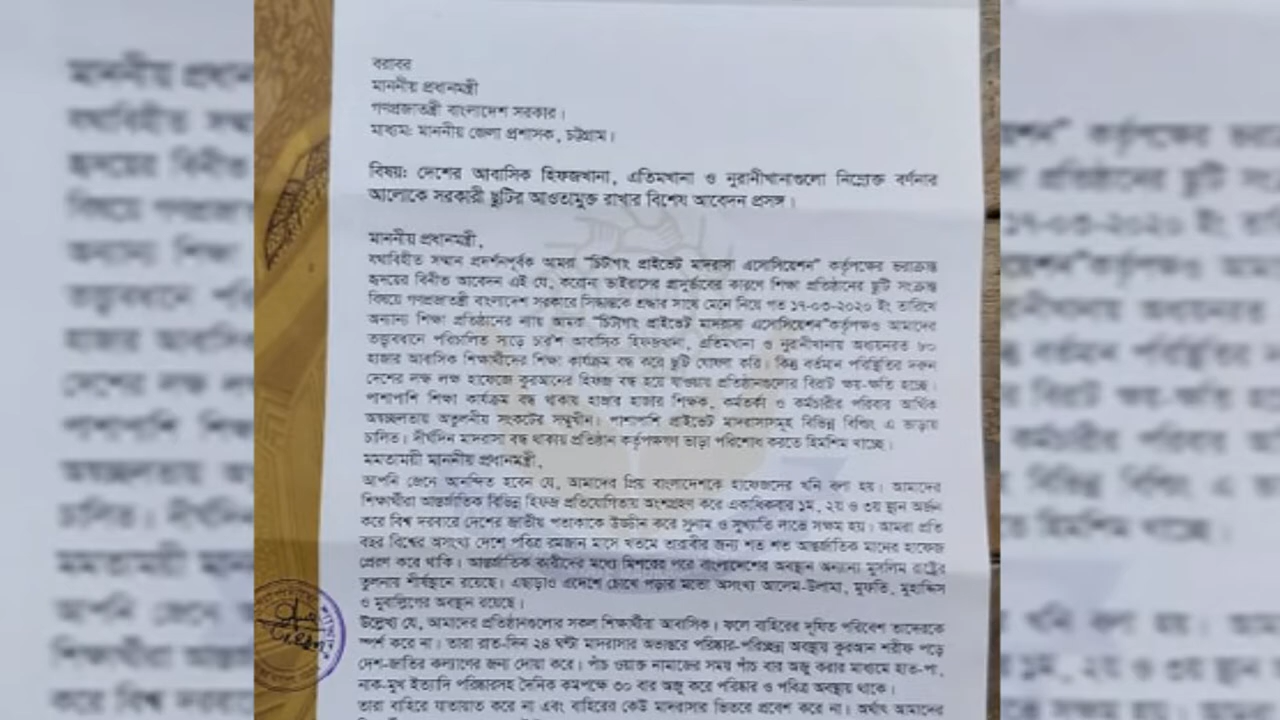 বরাবর
মাননীয় প্রধানমন্ত্রী
গণপ্রজাতন্ত্রী বাংলাদেশ সরকার।
মাধ্যম: মাননীয় জেলা প্রশাসক, চট্টগ্রাম।
বিষয়: দেশের আবাসিক হিফজখানা, এতিমখানা ও নুরানীখানাগুলো নিম্নোক্ত বর্ণনার
আলোকে সরকারী ছুটির আওতামুক্ত রাখার বিশেষ আবেদন প্রসঙ্গ।
মাননীয় প্রধানমন্ত্রী,
যথাবিহীত সম্মান প্রদর্শনপূর্বক আমরা "চিটাগাং প্রাইভেট মাদরাসা এসোসিয়েশন" কর্তৃপক্ষের ভরাক্রান্ত
হৃদয়ের বিনীত আবেদন এই যে, করোনা ভাইরাসের প্রাদুর্ভাবের কারণে শিক্ষা প্রতিষ্ঠানের ছুটি সংক্রান্ত
বিষয়ে গণপ্রজাতন্ত্রী বাংলাদেশ সরকারে সিদ্ধান্তকে শ্রদ্ধার সাথে মেনে নিয়ে গত ১৭-০৩-২০২০ ইং তারিখে
অন্যান্য শিক্ষা প্রতিষ্ঠানের ন্যায় আমরা "চিটাগাং প্রাইভেট মাদরাসা এসোসিয়েশন"কর্তৃপক্ষও আমাদের
তত্ত্বাবধানে পরিচালিত সাড়ে চারশ আবাসিক হিফজখানা, এতিমখানা ও নুরানীখানায় অধ্যয়নরত ৮০
হাজার আবাসিক শিক্ষার্থীদের শিক্ষা কার্যক্রম বন্ধ করে ছুটি ঘোষণা করি। কিন্তু বর্তমান পরিস্থিতির দরুন
দেশের লক্ষ লক্ষ হাফেজে কুরআনের হিফজ বন্ধ হয়ে যাওয়ায় প্রতিষ্ঠানগুলোর বিরাট ক্ষয়-ক্ষতি হচ্ছে।
পাশাপাশি শিক্ষা কার্যক্রম বন্ধ থাকায় হাজার হাজার শিক্ষক, কর্মকর্তা ও কর্মচারীর পরিবার আর্থিক
অস্বচ্ছলতায় অতুলনীয় সংকটের সম্মুখীন। পাশাপাশি প্রাইভেট মাদরাসাসমূহ বিভিন্ন বিল্ডিং এ ভাড়ায়
চালিত। দীর্ঘদিন মাদরাসা বন্ধ থাকায় প্রতিষ্ঠান কর্তৃপক্ষগণ ভাড়া পরিশোধ করতে হিমশিম খাচ্ছে।
মমতাময়ী মাননীয় প্রধানমন্ত্রী,
আপনি জেনে আনন্দিত হবেন যে, আমাদের প্রিয় বাংলাদেশকে হাফেজদের খনি বলা হয়। আমাদের
শিক্ষার্থীরা আন্তর্জাতিক বিভিন্ন হিফজ প্রতিযোগিতায় অংশগ্রহণ করে একাধিকবার ১ম, ২য় ও ৩য় স্থান অর্জন
করে বিশ্ব দরবারে দেশের জাতীয় পতাকাকে উড্ডীন করে সুনাম ও সুখ্যাতি লাভে সক্ষম হয়। আমরা প্রতি
বছর বিশ্বের অসংখ্য দেশে পবিত্র রমজান মাসে খতমে তারাবীর জন্য শত শত আন্তর্জাতিক মানের হাফেজ
প্রেরণ করে থাকি। আন্তর্জাতিক ক্বারীদের মধ্যে মিশরের পরে বাংলাদেশের অবস্থান অন্যান্য মুসলিম রাষ্ট্রের
তুলনায় শীর্ষস্থানে রয়েছে। এছাড়াও এদেশে চোখে পড়ার মতো অসংখ্য আলেম-উলামা, মুফতি, মুহাদ্দিস
ও মুবাল্লিগের অবস্থান রয়েছে।
উল্লেখ্য যে, আমাদের প্রতিষ্ঠানগুলোর সকল শিক্ষার্থীরা আবাসিক। ফলে বাহিরের দূষিত পরিবেশ তাদেরকে
স্পর্শ করে না। তারা রাত-দিন ২৪ ঘন্টা মাদরাসার অভ্যন্তরে পরিষ্কার-পরিচ্ছন্ন অবস্থায় কুরআন শরীফ পড়ে
দেশ-জাতির কল্যাণের জন্য দোয়া করে। পাঁচ ওয়াক্ত নামাজের সময় পাঁচ বার অজু করার মাধ্যমে হাত-পা,
নাক-মুখ ইত্যাদি পরিষ্কারসহ দৈনিক কমপক্ষে ৩০ বার অজু করে পরিষ্কার ও পবিত্র অবস্থায় থাকে।
তারা বাহিরে যাতায়াত করে না এবং বাহিরের কেউ মাদরাসার ভিতরে প্রবেশ করে না। অর্থাৎ আমাদের